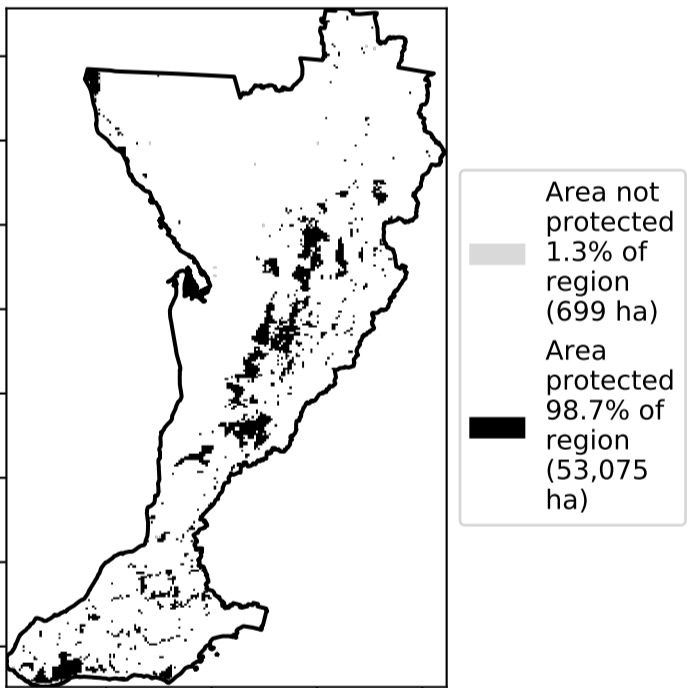 Area not
protected
1.3% of
region
(699 ha)
Area
protected
98.7% of
region
(53,075
ha)